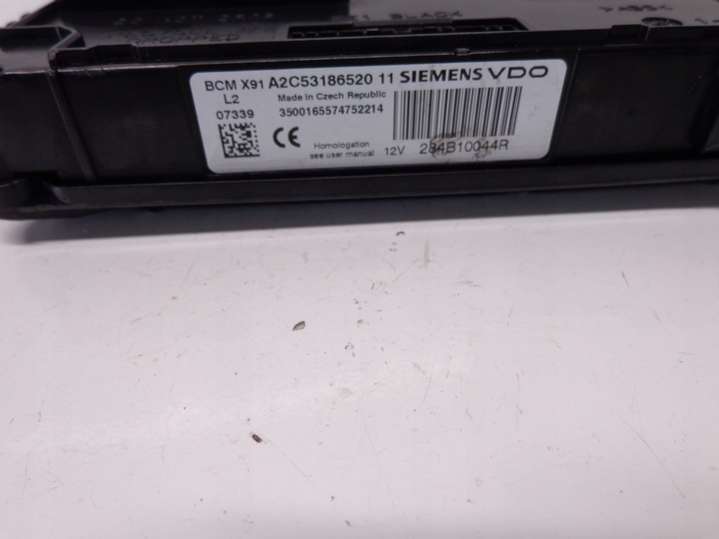 BLACK
BCM X91 A2C53186520 11 SIEMENS VDO
L2 Made in Czech Republic
07339 3500165574752214
CE Homologation
see user manual 12V 284B10044R